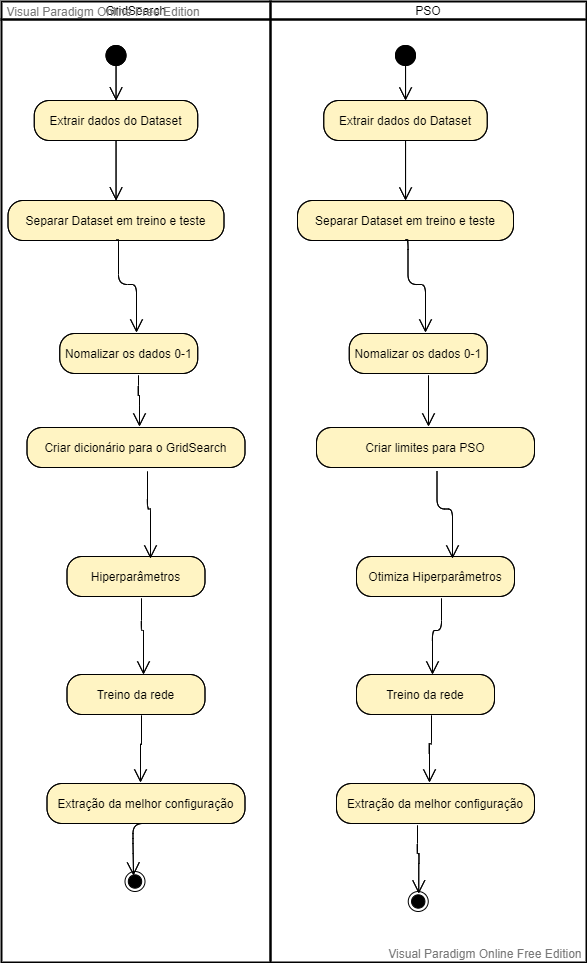 Visual Paradigm Online Free Edition
GridSearch
Extrair dados do Dataset
Separar Dataset em treino e teste
Nomalizar os dados 0-1
Criar dicionário para o GridSearch
Hiperparâmetros
Treino da rede
Extração da melhor configuração
PSO
Extrair dados do Dataset
Separar Dataset em treino e teste
Nomalizar os dados 0-1
Criar limites para PSO
Otimiza Hiperparâmetros
Treino da rede
Extração da melhor configuração
Visual Paradigm Online Free Edition